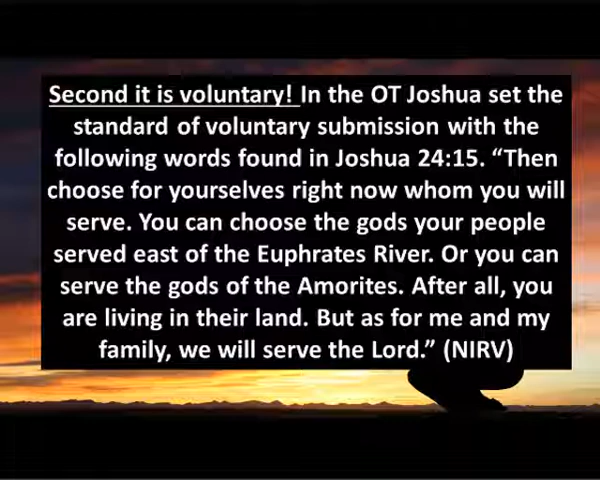 Second it is voluntary! In the OT Joshua set the
standard of voluntary submission with the
following words found in Joshua 24:15. “Then
choose for yourselves right now whom you will
serve. You can choose the gods your people
served east of the Euphrates River. Or you can
serve the gods of the Amorites. After all, you
are living in their land. But as for me and my
family, we will serve the Lord.” (NIRV)